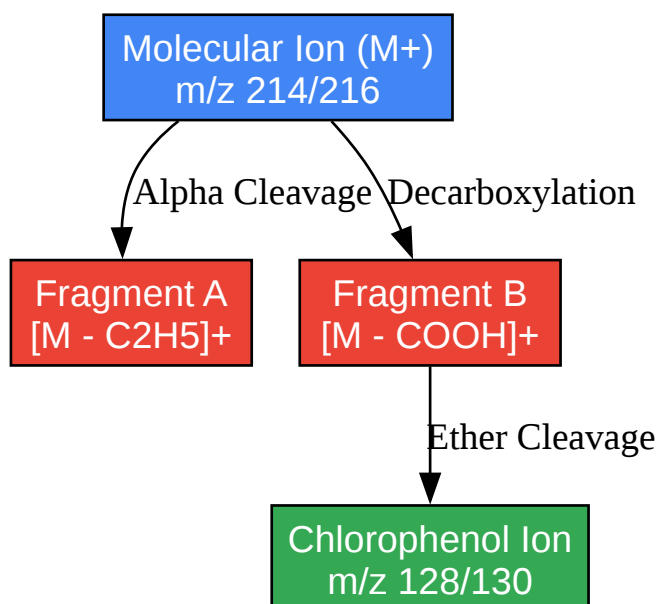 Molecular Ion (M+)
m/z 214/216
Alpha Cleavage
Decarboxylation
Fragment A
[M - C2H5]+
Fragment B
[M - COOH]+
Ether Cleavage
Chlorophenol Ion
m/z 128/130